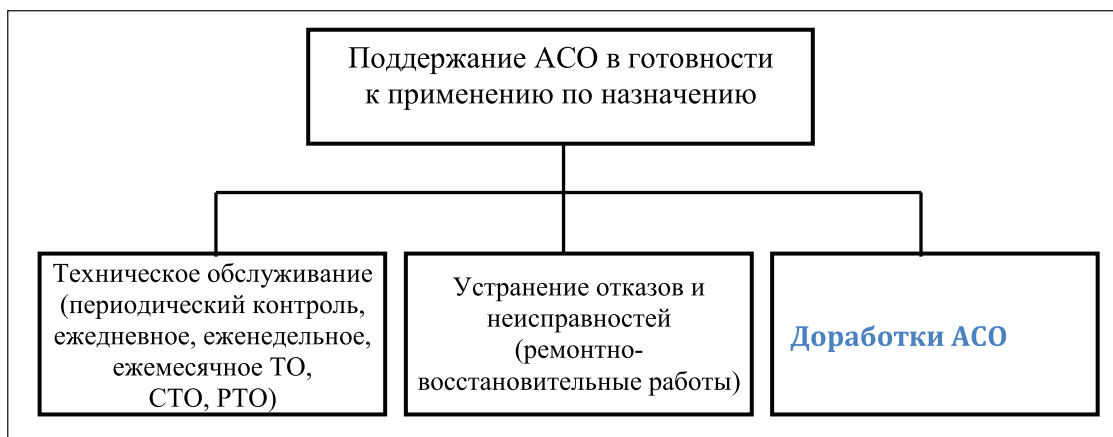 Поддержание АСО в готовности
к применению по назначению
Техническое обслуживание
(периодический контроль,
ежедневное, еженедельное,
ежемесячное ТО,
СТО, РТО)
Устранение отказов и
неисправностей
(ремонтно-
восстановительные работы)
Доработки АСО